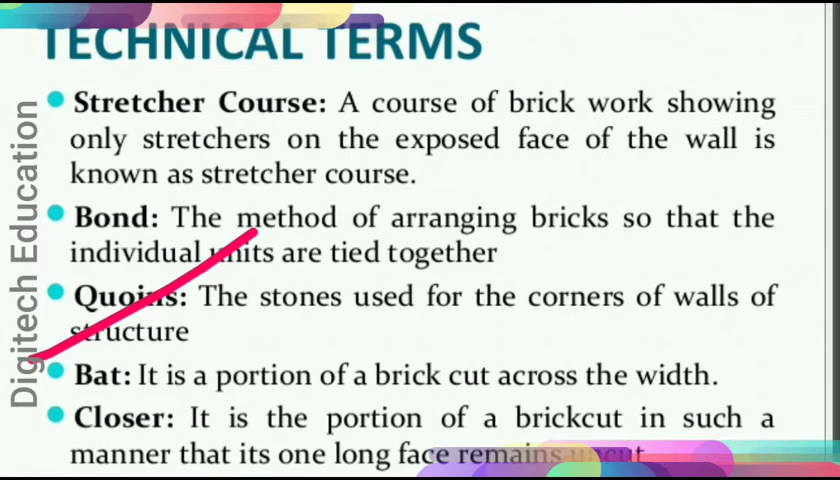 TECHNICAL TERMS
Stretcher Course: A course of brick work showing
only stretchers on the exposed face of the wall is
known as stretcher course.
Bond: The method of arranging bricks so that the
individual units are tied together
Quoins: The stones used for the corners of walls of
structure
Bat: It is a portion of a brick cut across the width.
Closer: It is the portion of a brickcut in such a
manner that its one long face remains uncut
Digitech Education